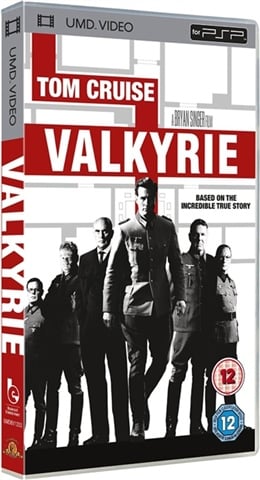 UMD. VIDEO
for PSP
TOM CRUISE
A BRYAN SINGER FILM
VALKYRIE
BASED ON THE
INCREDIBLE TRUE STORY
12
12
UMD. VIDEO
VALKYRIE